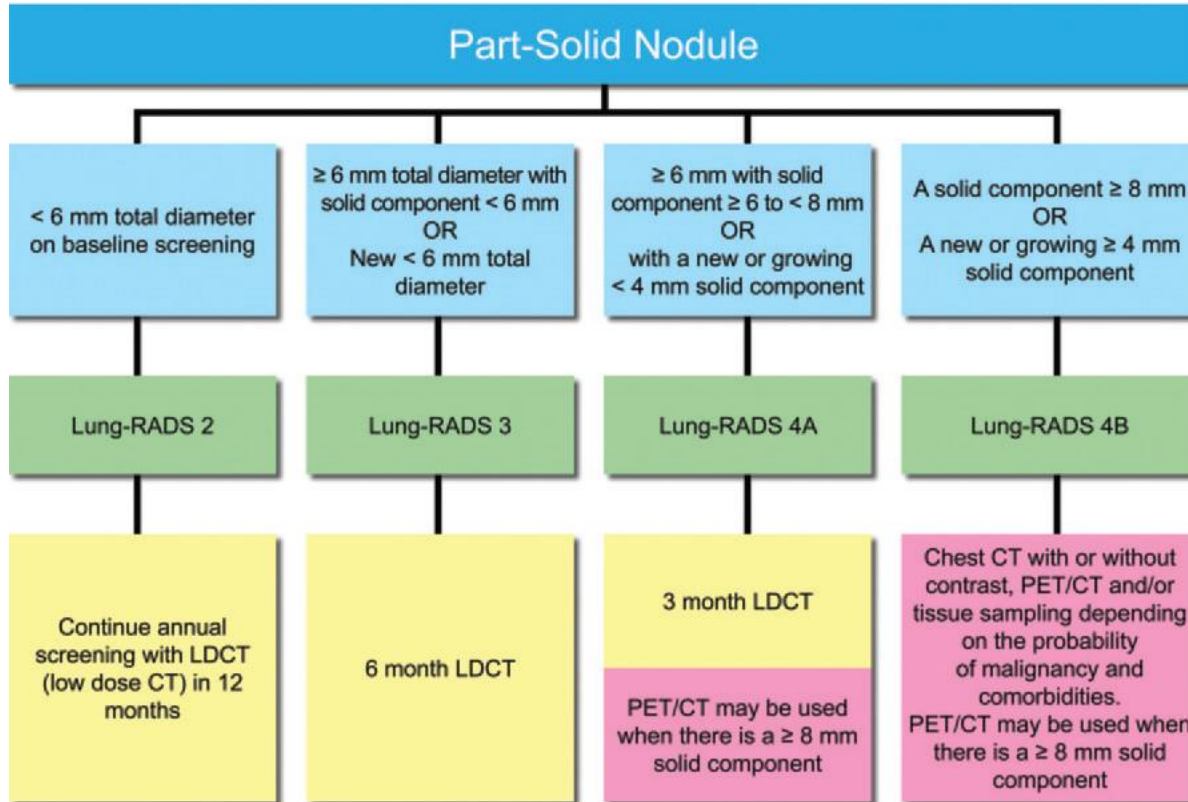 Part-Solid Nodule
< 6 mm total diameter
on baseline screening
≥ 6 mm total diameter with
solid component < 6 mm
OR
New < 6 mm total
diameter
≥ 6 mm with solid
component ≥ 6 to < 8 mm
OR
with a new or growing
< 4 mm solid component
A solid component ≥ 8 mm
OR
A new or growing ≥ 4 mm
solid component
Lung-RADS 2
Lung-RADS 3
Lung-RADS 4A
Lung-RADS 4B
Continue annual
screening with LDCT
(low dose CT) in 12
months
6 month LDCT
3 month LDCT
PET/CT may be used
when there is a ≥ 8 mm
solid component
Chest CT with or without
contrast, PET/CT and/or
tissue sampling depending
on the probability
of malignancy and
comorbidities.
PET/CT may be used when
there is a ≥ 8 mm solid
component